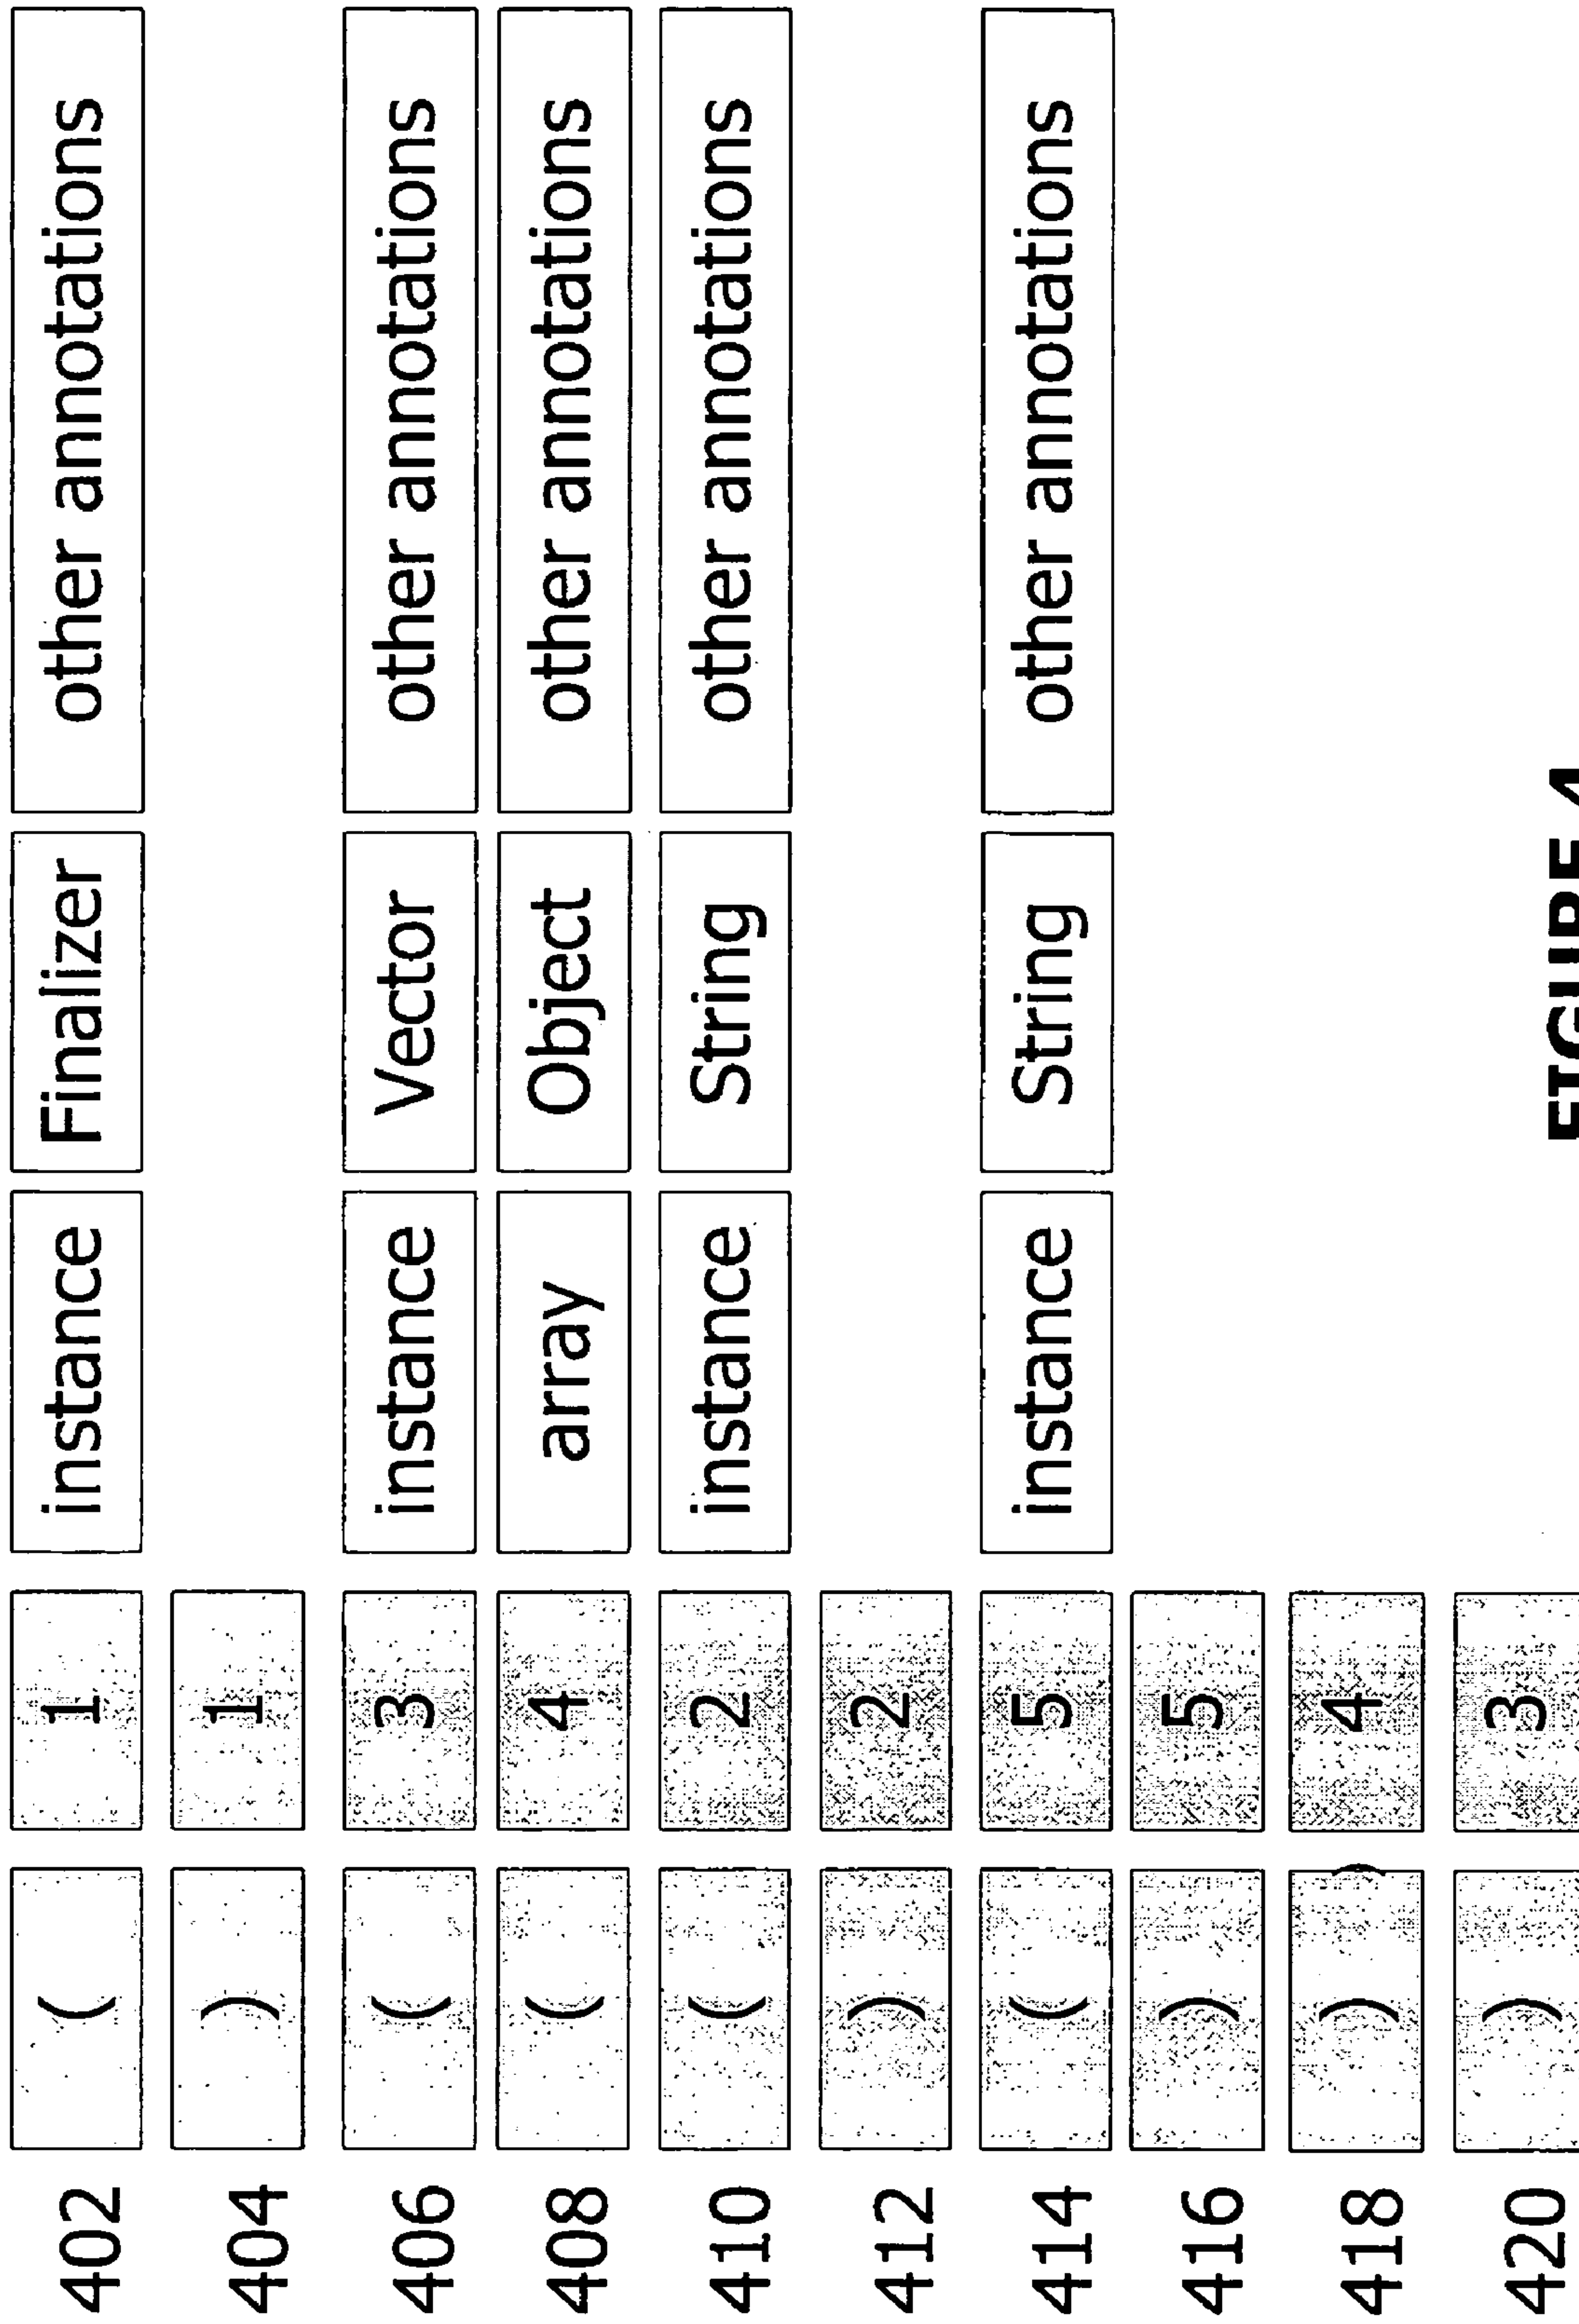 402 ( 1 instance Finalizer other annotations
404 ) 1
406 ( 3 instance Vector other annotations
408 ( 4 array Object other annotations
410 ( 2 instance String other annotations
412 ) 2
414 ( 5 instance String other annotations
416 ) 5
418 ) 4
420 ) 3
FIGURE 4